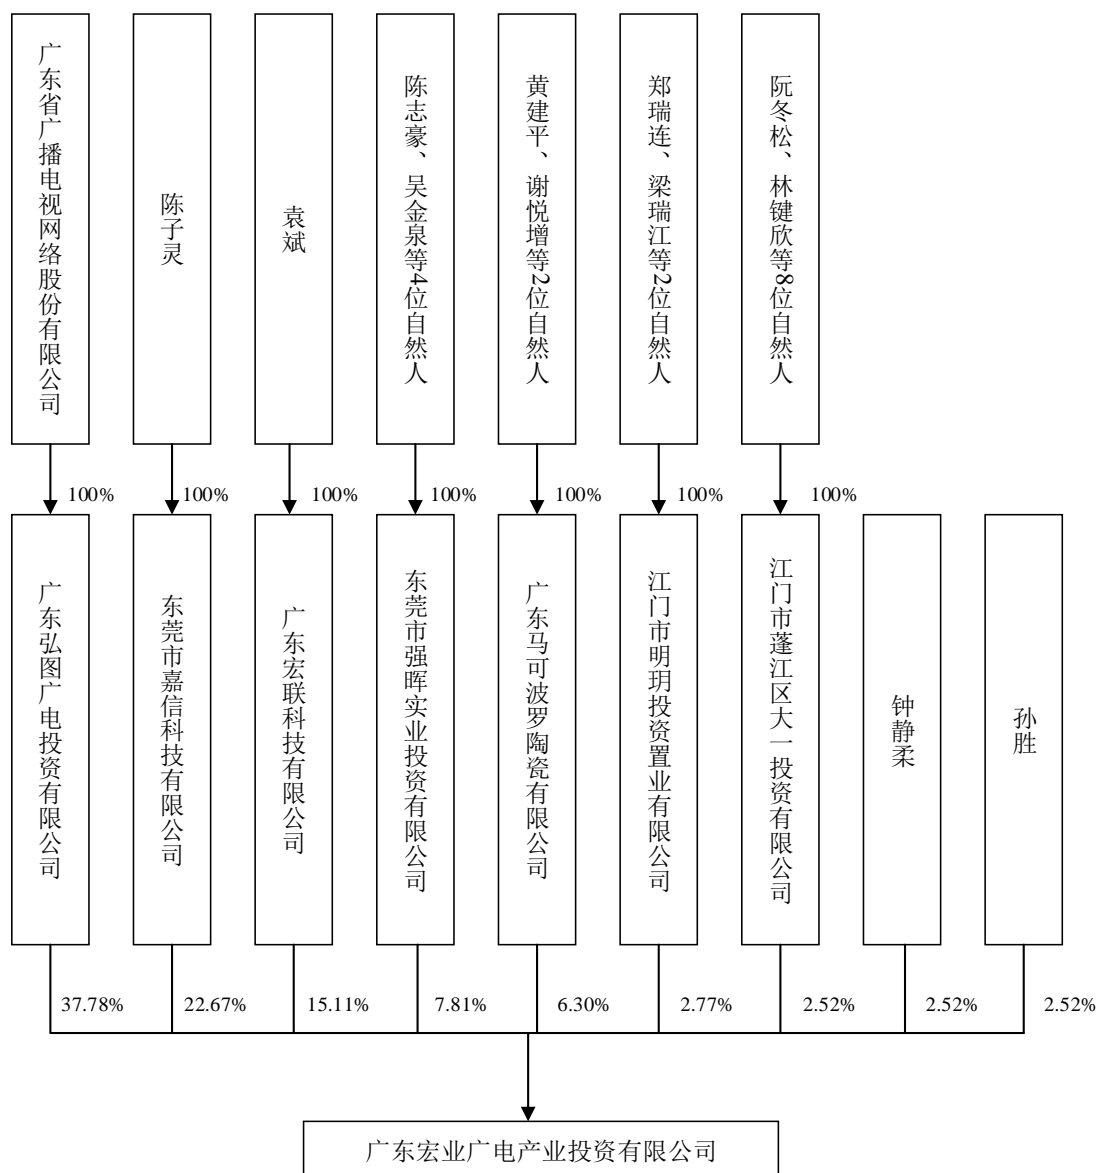 广东省广播电视网络股份有限公司
陈子灵
袁斌
陈志豪、吴金泉等4位自然人
黄建平、谢悦增等2位自然人
郑瑞连、梁瑞江等2位自然人
阮冬松、林键欣等8位自然人
100%
100%
100%
100%
100%
100%
100%
广东弘图广电投资有限公司
东莞市嘉信科技有限公司
广东宏联科技有限公司
东莞市强晖实业投资有限公司
广东马可波罗陶瓷有限公司
江门市明玥投资置业有限公司
江门市蓬江区大一投资有限公司
钟静柔
孙胜
37.78%
22.67%
15.11%
7.81%
6.30%
2.77%
2.52%
2.52%
2.52%
广东宏业广电产业投资有限公司